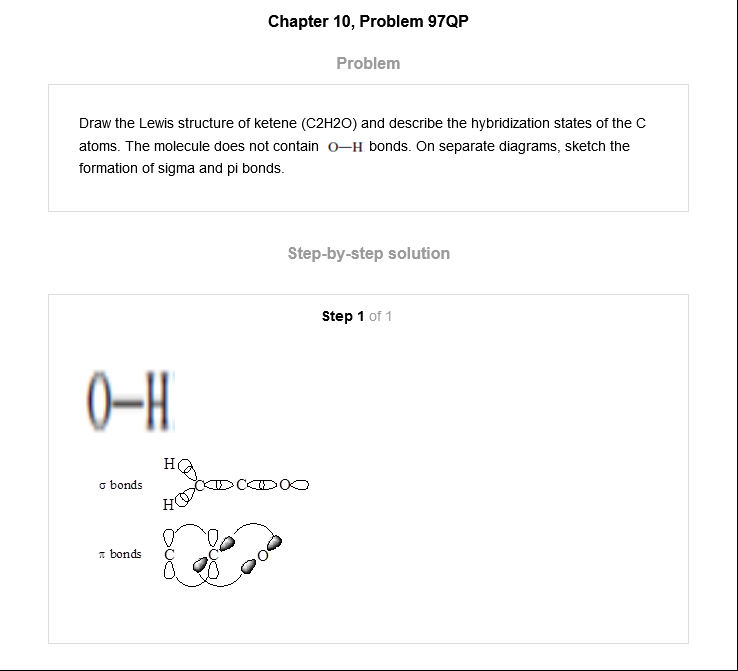 Chapter 10, Problem 97QP
Problem
Draw the Lewis structure of ketene (C2H2O) and describe the hybridization states of the C
atoms. The molecule does not contain O—H bonds. On separate diagrams, sketch the
formation of sigma and pi bonds.
Step-by-step solution
Step 1 of 1
O—H
H
σ bonds C C O
H
π bonds C C O